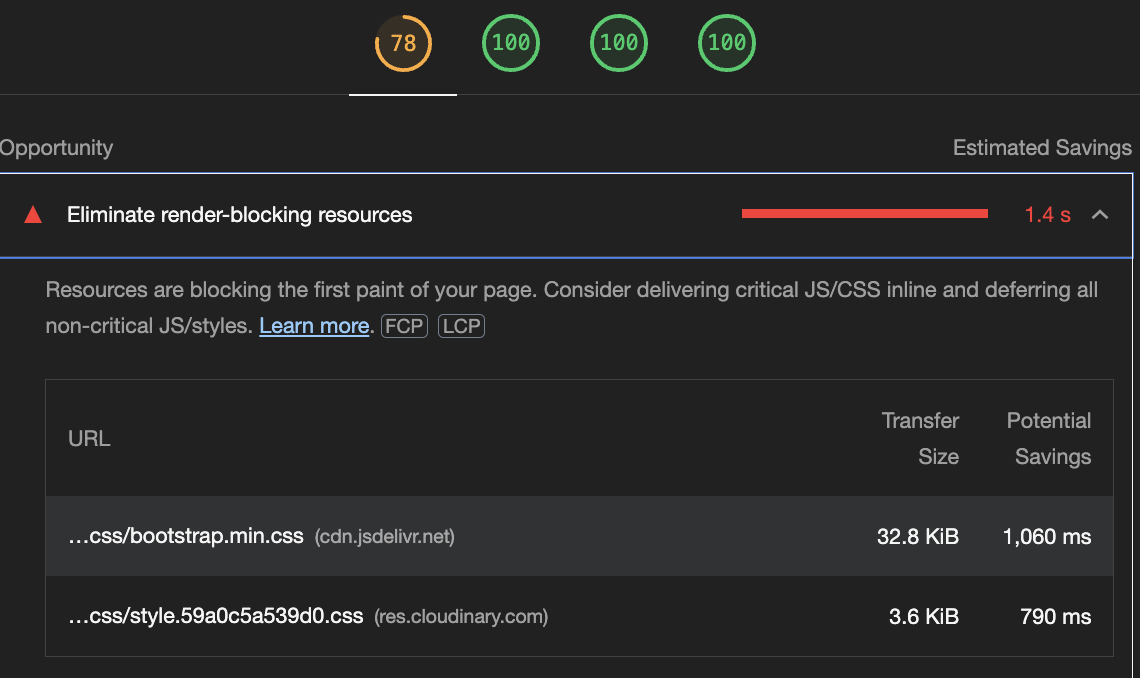 78 100 100 100
Opportunity Estimated Savings
Eliminate render-blocking resources 1.4 s
Resources are blocking the first paint of your page. Consider delivering critical JS/CSS inline and deferring all
non-critical JS/styles. Learn more. FCP LCP
URL Transfer Size Potential Savings
...css/bootstrap.min.css (cdn.jsdelivr.net) 32.8 KiB 1,060 ms
...css/style.59a0c5a539d0.css (res.cloudinary.com) 3.6 KiB 790 ms